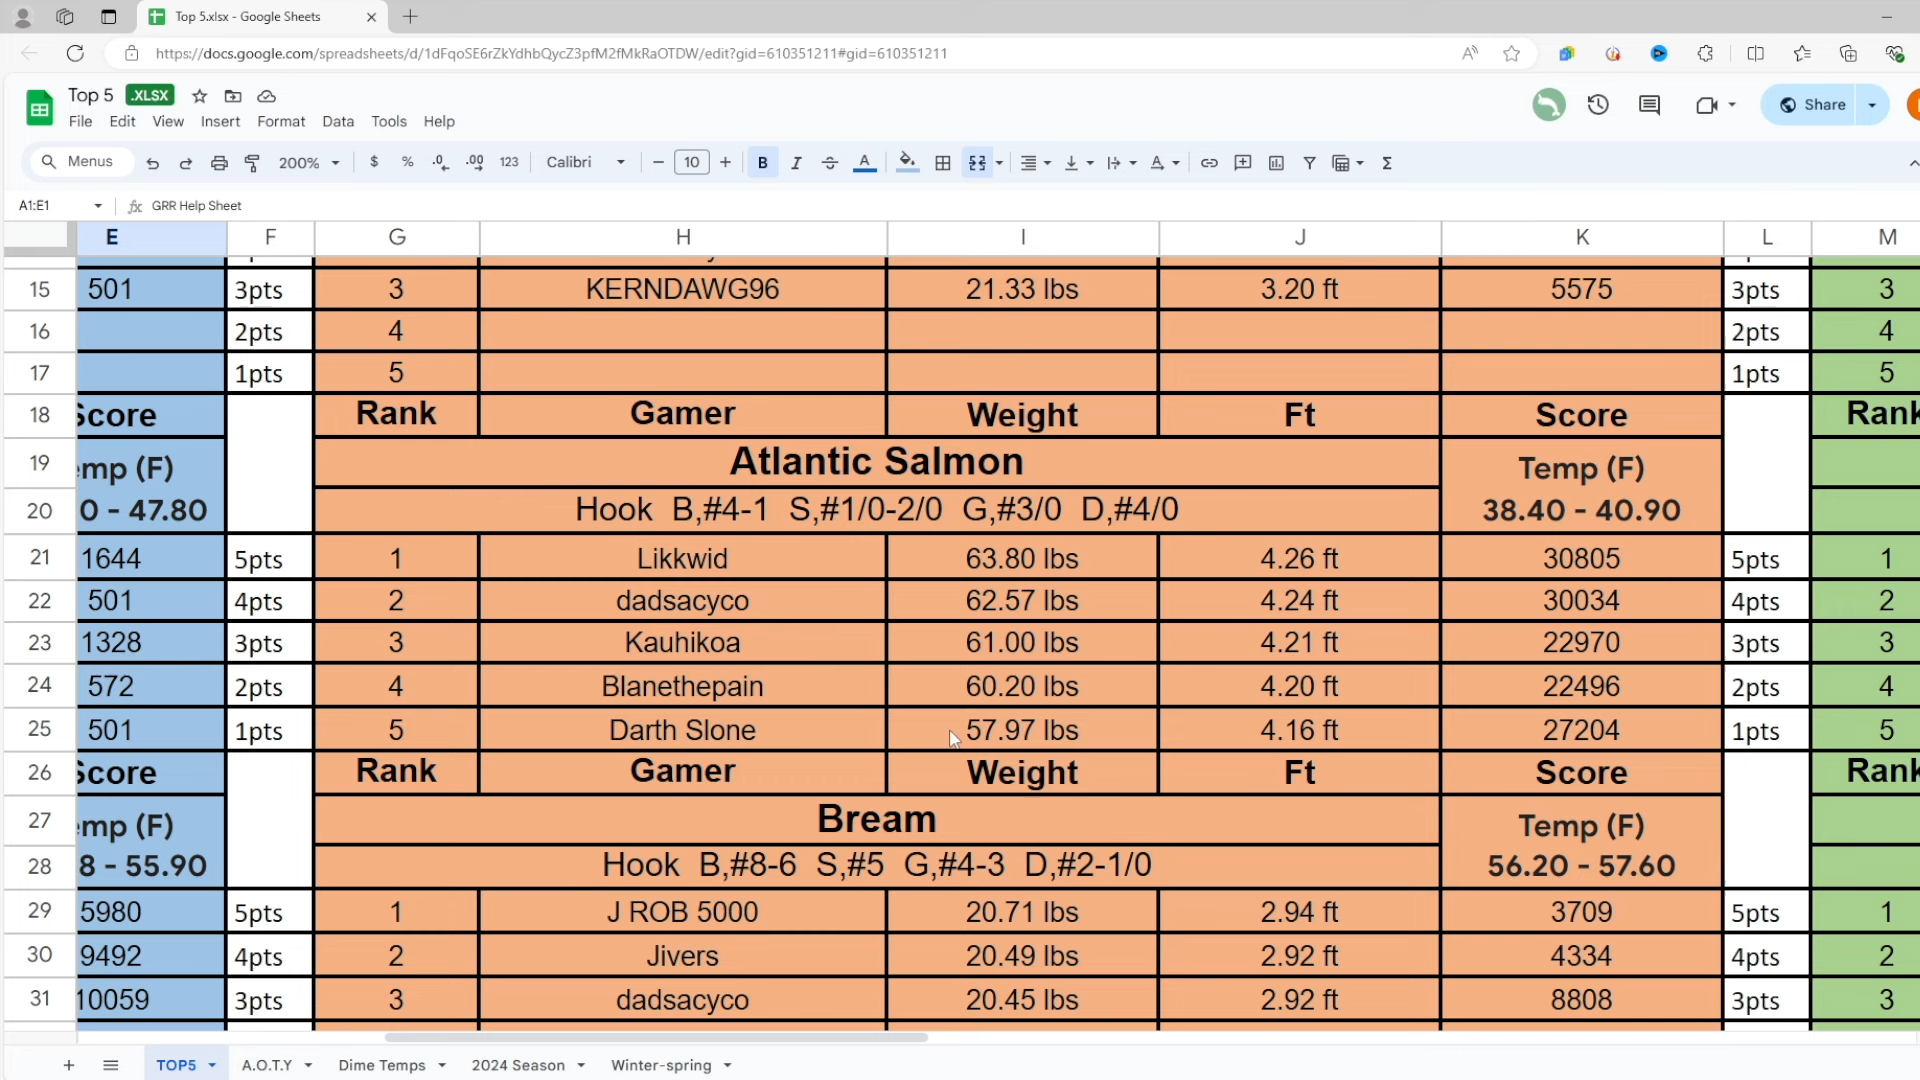 Top 5.xlsx - Google Sheets
https://docs.google.com/spreadsheets/d/1dFqoSE6rZkYdhbQycZ3pfM2fMkRaOTDW/edit?gid=610351211#gid=610351211
Top 5 .XLSX
Share
File Edit View Insert Format Data Tools Help
Menus 200% $ % .0 .00 123 Calibri 10 B I A
A1:E1 fx GRR Help Sheet
E F G H I J K L M
15 501 3pts 3 KERNDAWG96 21.33 lbs 3.20 ft 5575 3pts 3
16 2pts 4 2pts 4
17 1pts 5 1pts 5
18 Score Rank Gamer Weight Ft Score Rank
19 emp (F) Atlantic Salmon Temp (F)
20 0 - 47.80 Hook B,#4-1 S,#1/0-2/0 G,#3/0 D,#4/0 38.40 - 40.90
21 1644 5pts 1 Likkwid 63.80 lbs 4.26 ft 30805 5pts 1
22 501 4pts 2 dadsacyco 62.57 lbs 4.24 ft 30034 4pts 2
23 1328 3pts 3 Kauhikoa 61.00 lbs 4.21 ft 22970 3pts 3
24 572 2pts 4 Blanethepain 60.20 lbs 4.20 ft 22496 2pts 4
25 501 1pts 5 Darth Slone 57.97 lbs 4.16 ft 27204 1pts 5
26 Score Rank Gamer Weight Ft Score Rank
27 emp (F) Bream Temp (F)
28 8 - 55.90 Hook B,#8-6 S,#5 G,#4-3 D,#2-1/0 56.20 - 57.60
29 5980 5pts 1 J ROB 5000 20.71 lbs 2.94 ft 3709 5pts 1
30 9492 4pts 2 Jivers 20.49 lbs 2.92 ft 4334 4pts 2
31 10059 3pts 3 dadsacyco 20.45 lbs 2.92 ft 8808 3pts 3
TOP5 A.O.T.Y Dime Temps 2024 Season Winter-spring